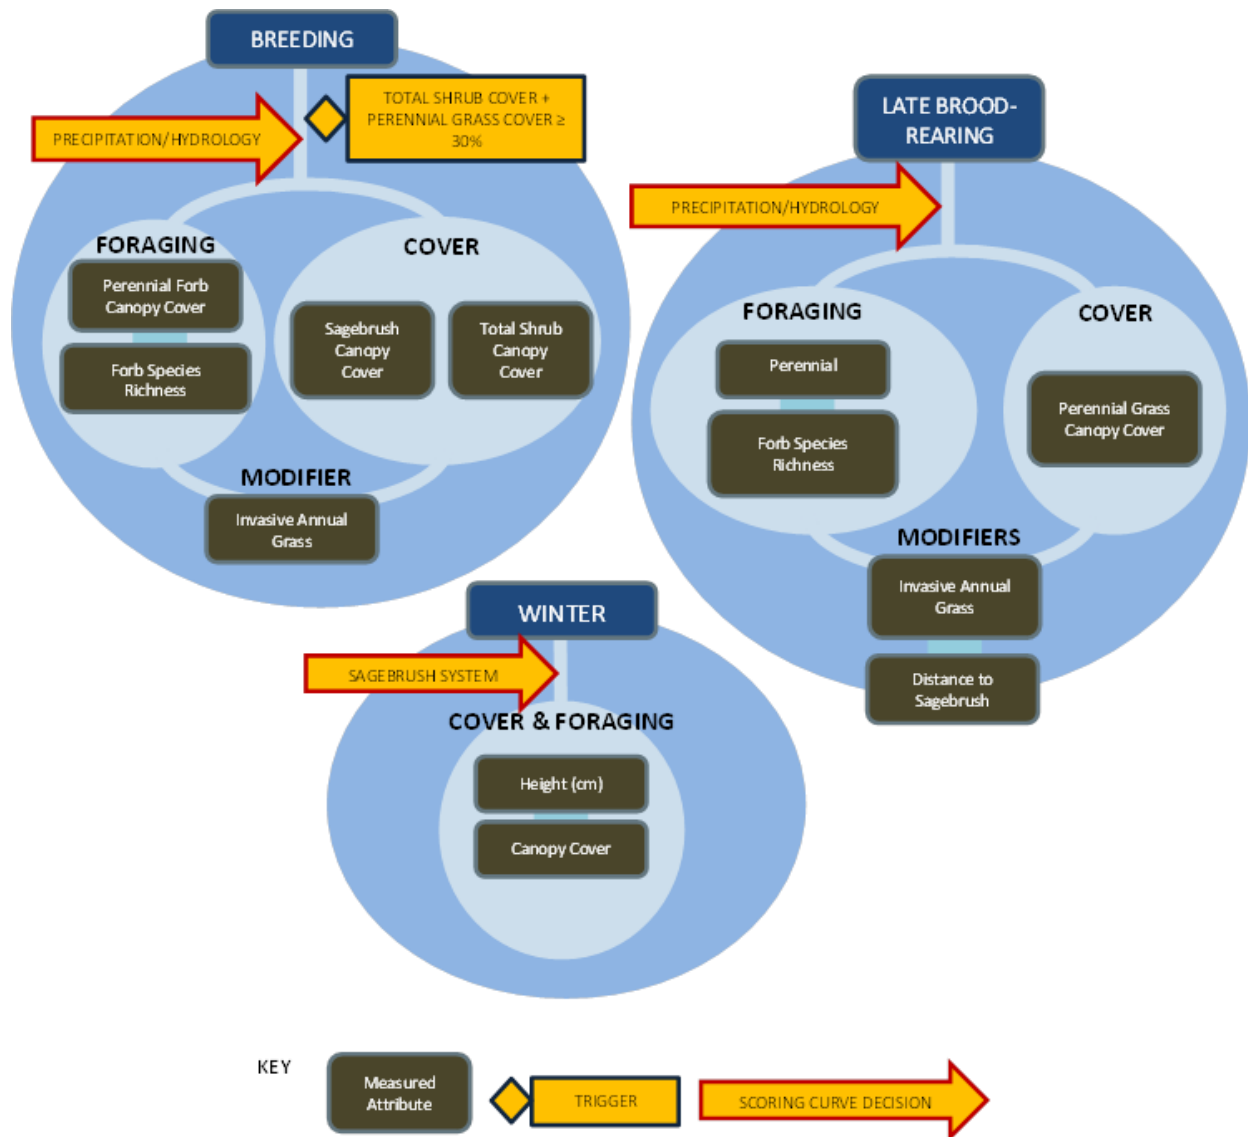 BREEDING
PRECIPITATION/HYDROLOGY
TOTAL SHRUB COVER +
PERENNIAL GRASS COVER ≥
30%
FORAGING
Perennial Forb
Canopy Cover
Forb Species
Richness
COVER
Sagebrush
Canopy
Cover
Total Shrub
Canopy
Cover
MODIFIER
Invasive Annual
Grass
LATE BROOD-
REARING
PRECIPITATION/HYDROLOGY
FORAGING
Perennial
Forb Species
Richness
COVER
Perennial Grass
Canopy Cover
MODIFIERS
Invasive Annual
Grass
Distance to
Sagebrush
WINTER
SAGEBRUSH SYSTEM
COVER & FORAGING
Height (cm)
Canopy Cover
KEY
Measured
Attribute
TRIGGER
SCORING CURVE DECISION